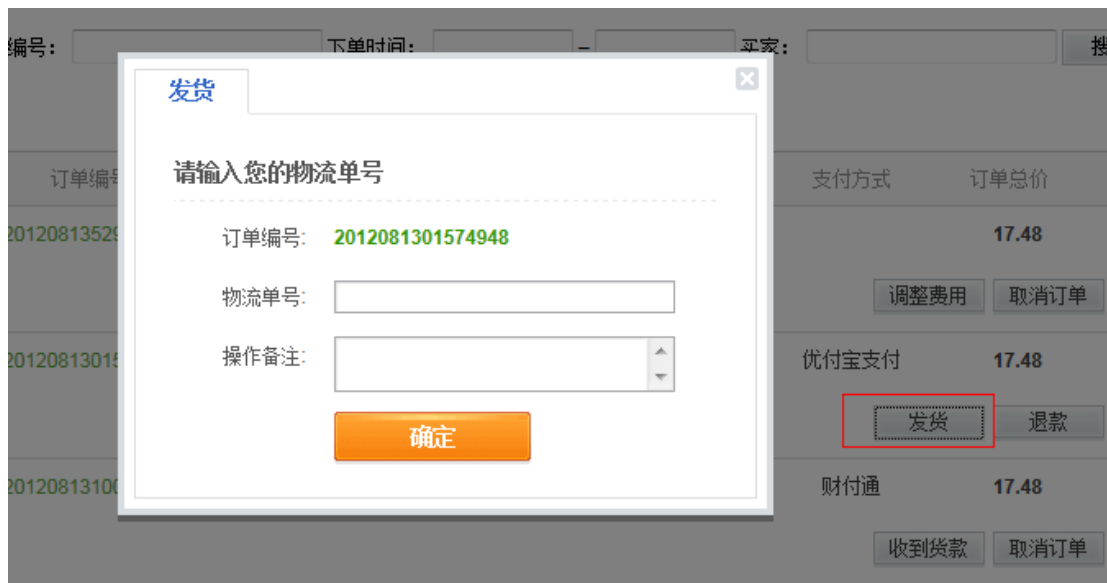 编号: 下单时间: – 买家: 搜
发货
请输入您的物流单号
订单编号 支付方式 订单总价
订单编号: 2012081301574948
20120813529 17.48
物流单号:
调整费用 取消订单
操作备注:
20120813015 优付宝支付 17.48
发货 退款
确定
20120813100 财付通 17.48
收到货款 取消订单